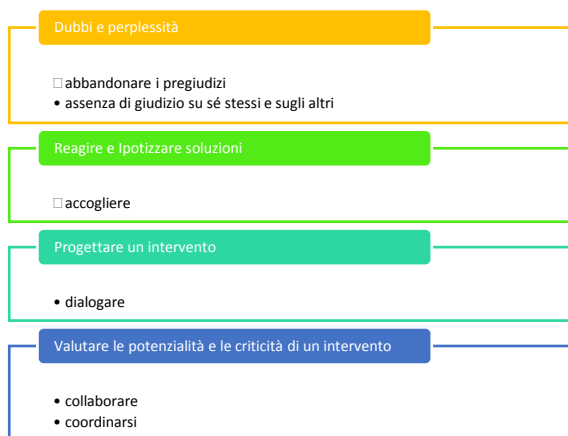 Dubbi e perplessità
□ abbandonare i pregiudizi
• assenza di giudizio su sé stessi e sugli altri
Reagire e Ipotizzare soluzioni
□ accogliere
Progettare un intervento
• dialogare
Valutare le potenzialità e le criticità di un intervento
• collaborare
• coordinarsi